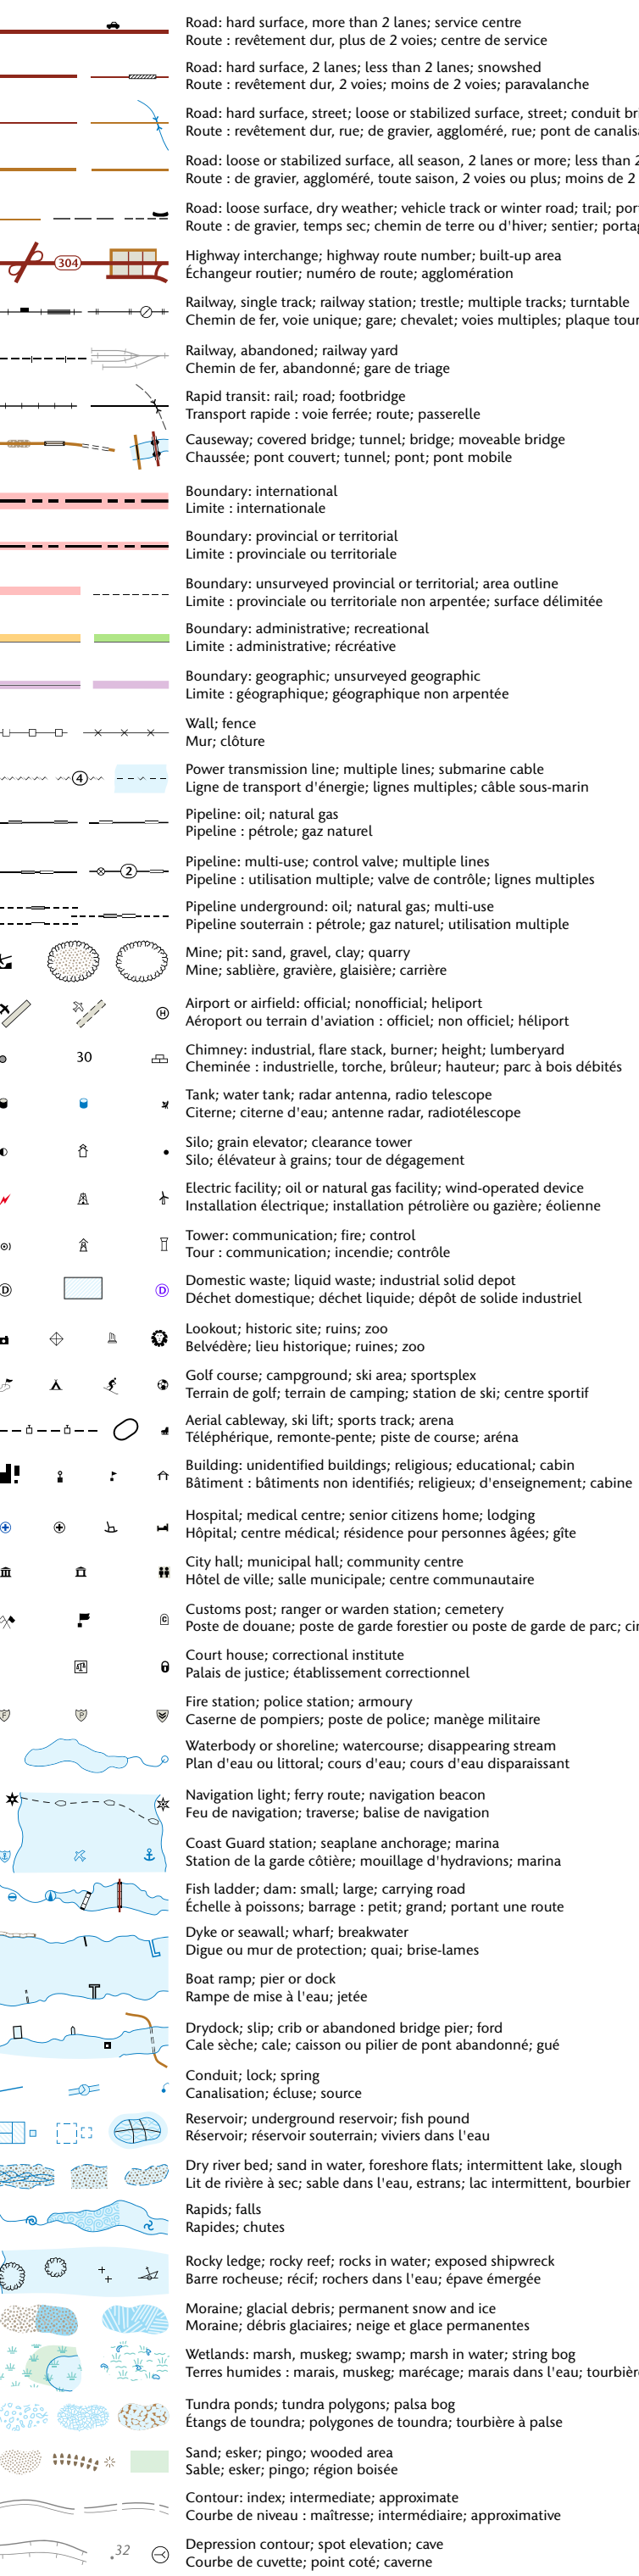 Road: hard surface, more than 2 lanes; service centre
Route : revêtement dur, plus de 2 voies; centre de service
Road: hard surface, 2 lanes; less than 2 lanes; snowshed
Route : revêtement dur, 2 voies; moins de 2 voies; paravalanche
Road: hard surface, street; loose or stabilized surface, street; conduit
Route : revêtement dur, rue; de gravier, aggloméré, rue; pont de
Road: loose or stabilized surface, all season, 2 lanes or more; less than 2
Route : de gravier, aggloméré, toute saison, 2 voies ou plus; moins de 2
Road: loose surface, dry weather; vehicle track or winter road; trail;
Route : de gravier, temps sec; chemin de terre ou d'hiver; sentier;
304
Highway interchange; highway route number; built-up area
Échangeur routier; numéro de route; agglomération
Railway, single track; railway station; trestle; multiple tracks; turntable
Chemin de fer, voie unique; gare; chevalet; voies multiples; plaque
Railway, abandoned; railway yard
Chemin de fer, abandonné; gare de triage
Rapid transit: rail; road; footbridge
Transport rapide : voie ferrée; route; passerelle
Causeway; covered bridge; tunnel; bridge; moveable bridge
Chaussée; pont couvert; tunnel; pont; pont mobile
Boundary: international
Limite : internationale
Boundary: provincial or territorial
Limite : provinciale ou territoriale
Boundary: unsurveyed provincial or territorial; area outline
Limite : provinciale ou territoriale non arpentée; surface délimitée
Boundary: administrative; recreational
Limite : administrative; récréative
Boundary: geographic; unsurveyed geographic
Limite : géographique; géographique non arpentée
Wall; fence
Mur; clôture
4
Power transmission line; multiple lines; submarine cable
Ligne de transport d'énergie; lignes multiples; câble sous-marin
Pipeline: oil; natural gas
Pipeline : pétrole; gaz naturel
2
Pipeline: multi-use; control valve; multiple lines
Pipeline : utilisation multiple; valve de contrôle; lignes multiples
Pipeline underground: oil; natural gas; multi-use
Pipeline souterrain : pétrole; gaz naturel; utilisation multiple
Mine; pit: sand, gravel, clay; quarry
Mine; sablière, gravière, glaisière; carrière
H
Airport or airfield: official; nonofficial; heliport
Aéroport ou terrain d'aviation : officiel; non officiel; héliport
30
Chimney: industrial, flare stack, burner; height; lumberyard
Cheminée : industrielle, torche, brûleur; hauteur; parc à bois débités
Tank; water tank; radar antenna, radio telescope
Citerne; citerne d'eau; antenne radar, radiotélescope
Silo; grain elevator; clearance tower
Silo; élévateur à grains; tour de dégagement
Electric facility; oil or natural gas facility; wind-operated device
Installation électrique; installation pétrolière ou gazière; éolienne
Tower: communication; fire; control
Tour : communication; incendie; contrôle
D D
Domestic waste; liquid waste; industrial solid depot
Déchet domestique; déchet liquide; dépôt de solide industriel
Lookout; historic site; ruins; zoo
Belvédère; lieu historique; ruines; zoo
Golf course; campground; ski area; sportsplex
Terrain de golf; terrain de camping; station de ski; centre sportif
Aerial cableway, ski lift; sports track; arena
Téléphérique, remonte-pente; piste de course; aréna
Building: unidentified buildings; religious; educational; cabin
Bâtiment : bâtiments non identifiés; religieux; d'enseignement; cabine
Hospital; medical centre; senior citizens home; lodging
Hôpital; centre médical; résidence pour personnes âgées; gîte
City hall; municipal hall; community centre
Hôtel de ville; salle municipale; centre communautaire
C
Customs post; ranger or warden station; cemetery
Poste de douane; poste de garde forestier ou poste de garde de parc;
Court house; correctional institute
Palais de justice; établissement correctionnel
F P
Fire station; police station; armoury
Caserne de pompiers; poste de police; manège militaire
Waterbody or shoreline; watercourse; disappearing stream
Plan d'eau ou littoral; cours d'eau; cours d'eau disparaissant
Navigation light; ferry route; navigation beacon
Feu de navigation; traverse; balise de navigation
Coast Guard station; seaplane anchorage; marina
Station de la garde côtière; mouillage d'hydravions; marina
Fish ladder; dam: small; large; carrying road
Échelle à poissons; barrage : petit; grand; portant une route
Dyke or seawall; wharf; breakwater
Digue ou mur de protection; quai; brise-lames
Boat ramp; pier or dock
Rampe de mise à l'eau; jetée
Drydock; slip; crib or abandoned bridge pier; ford
Cale sèche; cale; caisson ou pilier de pont abandonné; gué
Conduit; lock; spring
Canalisation; écluse; source
Reservoir; underground reservoir; fish pound
Réservoir; réservoir souterrain; viviers dans l'eau
Dry river bed; sand in water, foreshore flats; intermittent lake, slough
Lit de rivière à sec; sable dans l'eau, estrans; lac intermittent, bourbier
Rapids; falls
Rapides; chutes
Rocky ledge; rocky reef; rocks in water; exposed shipwreck
Barre rocheuse; récif; rochers dans l'eau; épave émergée
Moraine; glacial debris; permanent snow and ice
Moraine; débris glaciaires; neige et glace permanentes
Wetlands: marsh, muskeg; swamp; marsh in water; string bog
Terres humides : marais, muskeg; marécage; marais dans l'eau;
Tundra ponds; tundra polygons; palsa bog
Étangs de toundra; polygones de toundra; tourbière à palse
Sand; esker; pingo; wooded area
Sable; esker; pingo; région boisée
Contour: index; intermediate; approximate
Courbe de niveau : maîtresse; intermédiaire; approximative
.32
Depression contour; spot elevation; cave
Courbe de cuvette; point coté; caverne